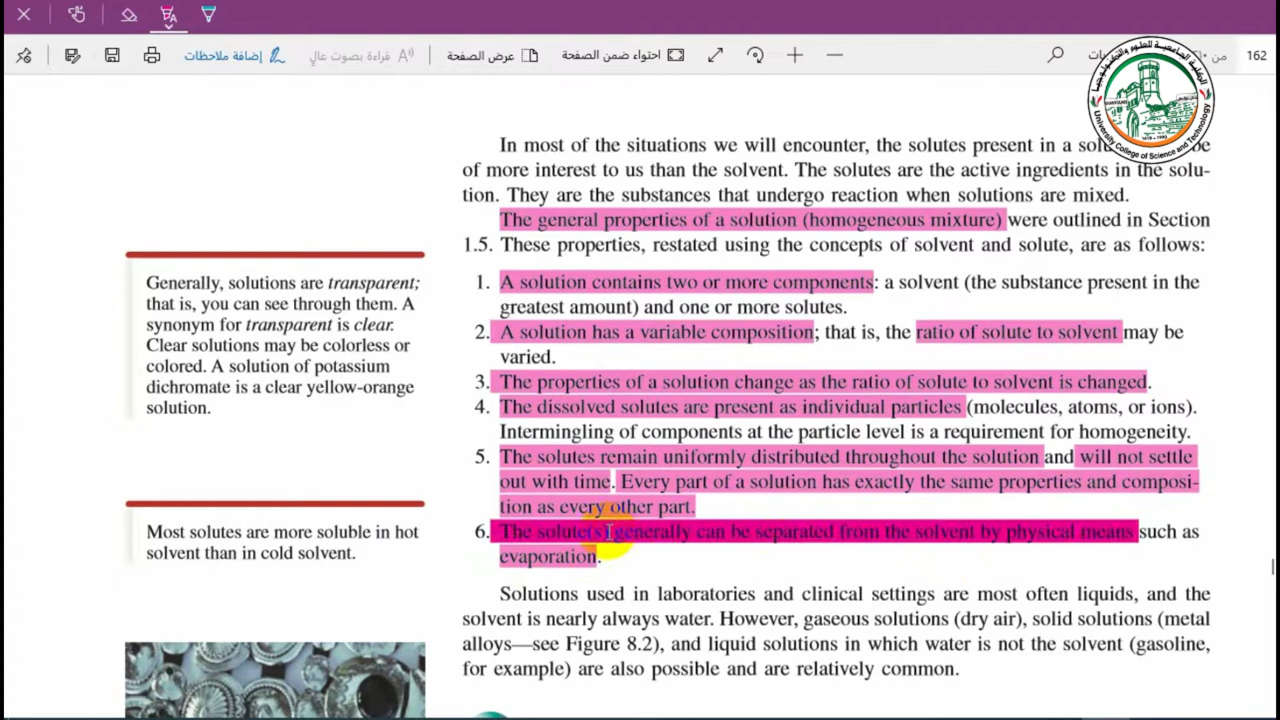 إضافة ملاحظات
قراءة بصوت عالٍ
عرض الصفحة
احتواء ضمن الصفحة
من
162
الكلية الجامعية للعلوم والتكنولوجيا
University College of Science and Technology
In most of the situations we will encounter, the solutes present in a
of more interest to us than the solvent. The solutes are the active ingredients in the solu-
tion. They are the substances that undergo reaction when solutions are mixed.
The general properties of a solution (homogeneous mixture) were outlined in Section
1.5. These properties, restated using the concepts of solvent and solute, are as follows:
1. A solution contains two or more components: a solvent (the substance present in the
greatest amount) and one or more solutes.
2. A solution has a variable composition; that is, the ratio of solute to solvent may be
varied.
3. The properties of a solution change as the ratio of solute to solvent is changed.
4. The dissolved solutes are present as individual particles (molecules, atoms, or ions).
Intermingling of components at the particle level is a requirement for homogeneity.
5. The solutes remain uniformly distributed throughout the solution and will not settle
out with time. Every part of a solution has exactly the same properties and composi-
tion as every other part.
6. The solute(s) generally can be separated from the solvent by physical means such as
evaporation.
Solutions used in laboratories and clinical settings are most often liquids, and the
solvent is nearly always water. However, gaseous solutions (dry air), solid solutions (metal
alloys—see Figure 8.2), and liquid solutions in which water is not the solvent (gasoline,
for example) are also possible and are relatively common.
Generally, solutions are transparent;
that is, you can see through them. A
synonym for transparent is clear.
Clear solutions may be colorless or
colored. A solution of potassium
dichromate is a clear yellow-orange
solution.
Most solutes are more soluble in hot
solvent than in cold solvent.